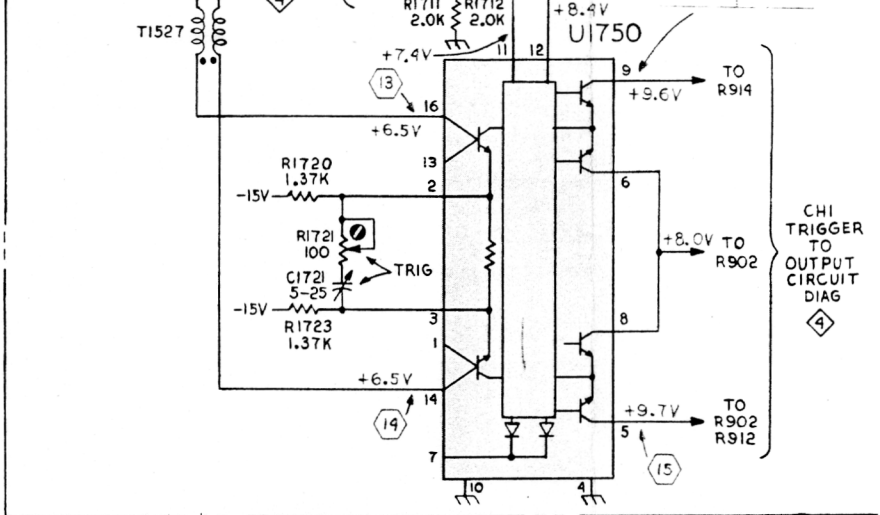 R1711 R1712
2.0K 2.0K
+8.4V
U1750
T1527
4
+7.4V
11 12
13
9
TO
R914
+9.6V
16
+6.5V
R1720
1.37K
13
2
6
-15V
CH1
TRIGGER
TO
OUTPUT
CIRCUIT
DIAG
4
R1721
100
+8.0V TO
R902
TRIG
C1721
5-25
-15V
3
8
R1723
1.37K
1
+6.5V
14
14
+9.7V
TO
R902
R912
5
7
15
10
4